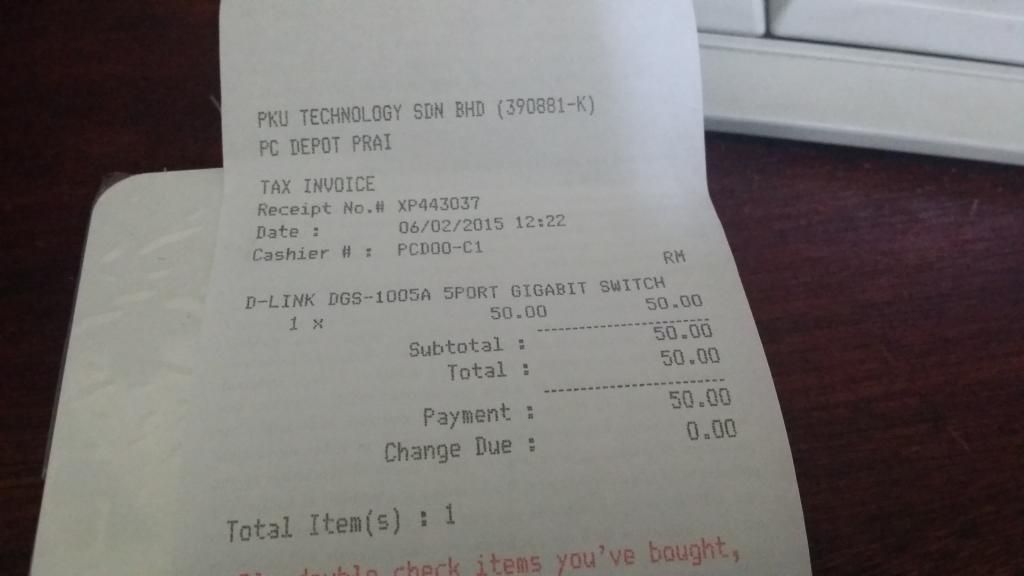 PKU TECHNOLOGY SDN BHD (390881-K)
PC DEPOT PRAI
TAX INVOICE
Receipt No.# XP443037
Date : 06/02/2015 12:22
Cashier # : PCD00-C1
RM
D-LINK DGS-1005A 5PORT GIGABIT SWITCH
1 x 50.00 50.00
Subtotal : 50.00
Total : 50.00
Payment : 50.00
Change Due : 0.00
Total Item(s) : 1
double check items you've bought,